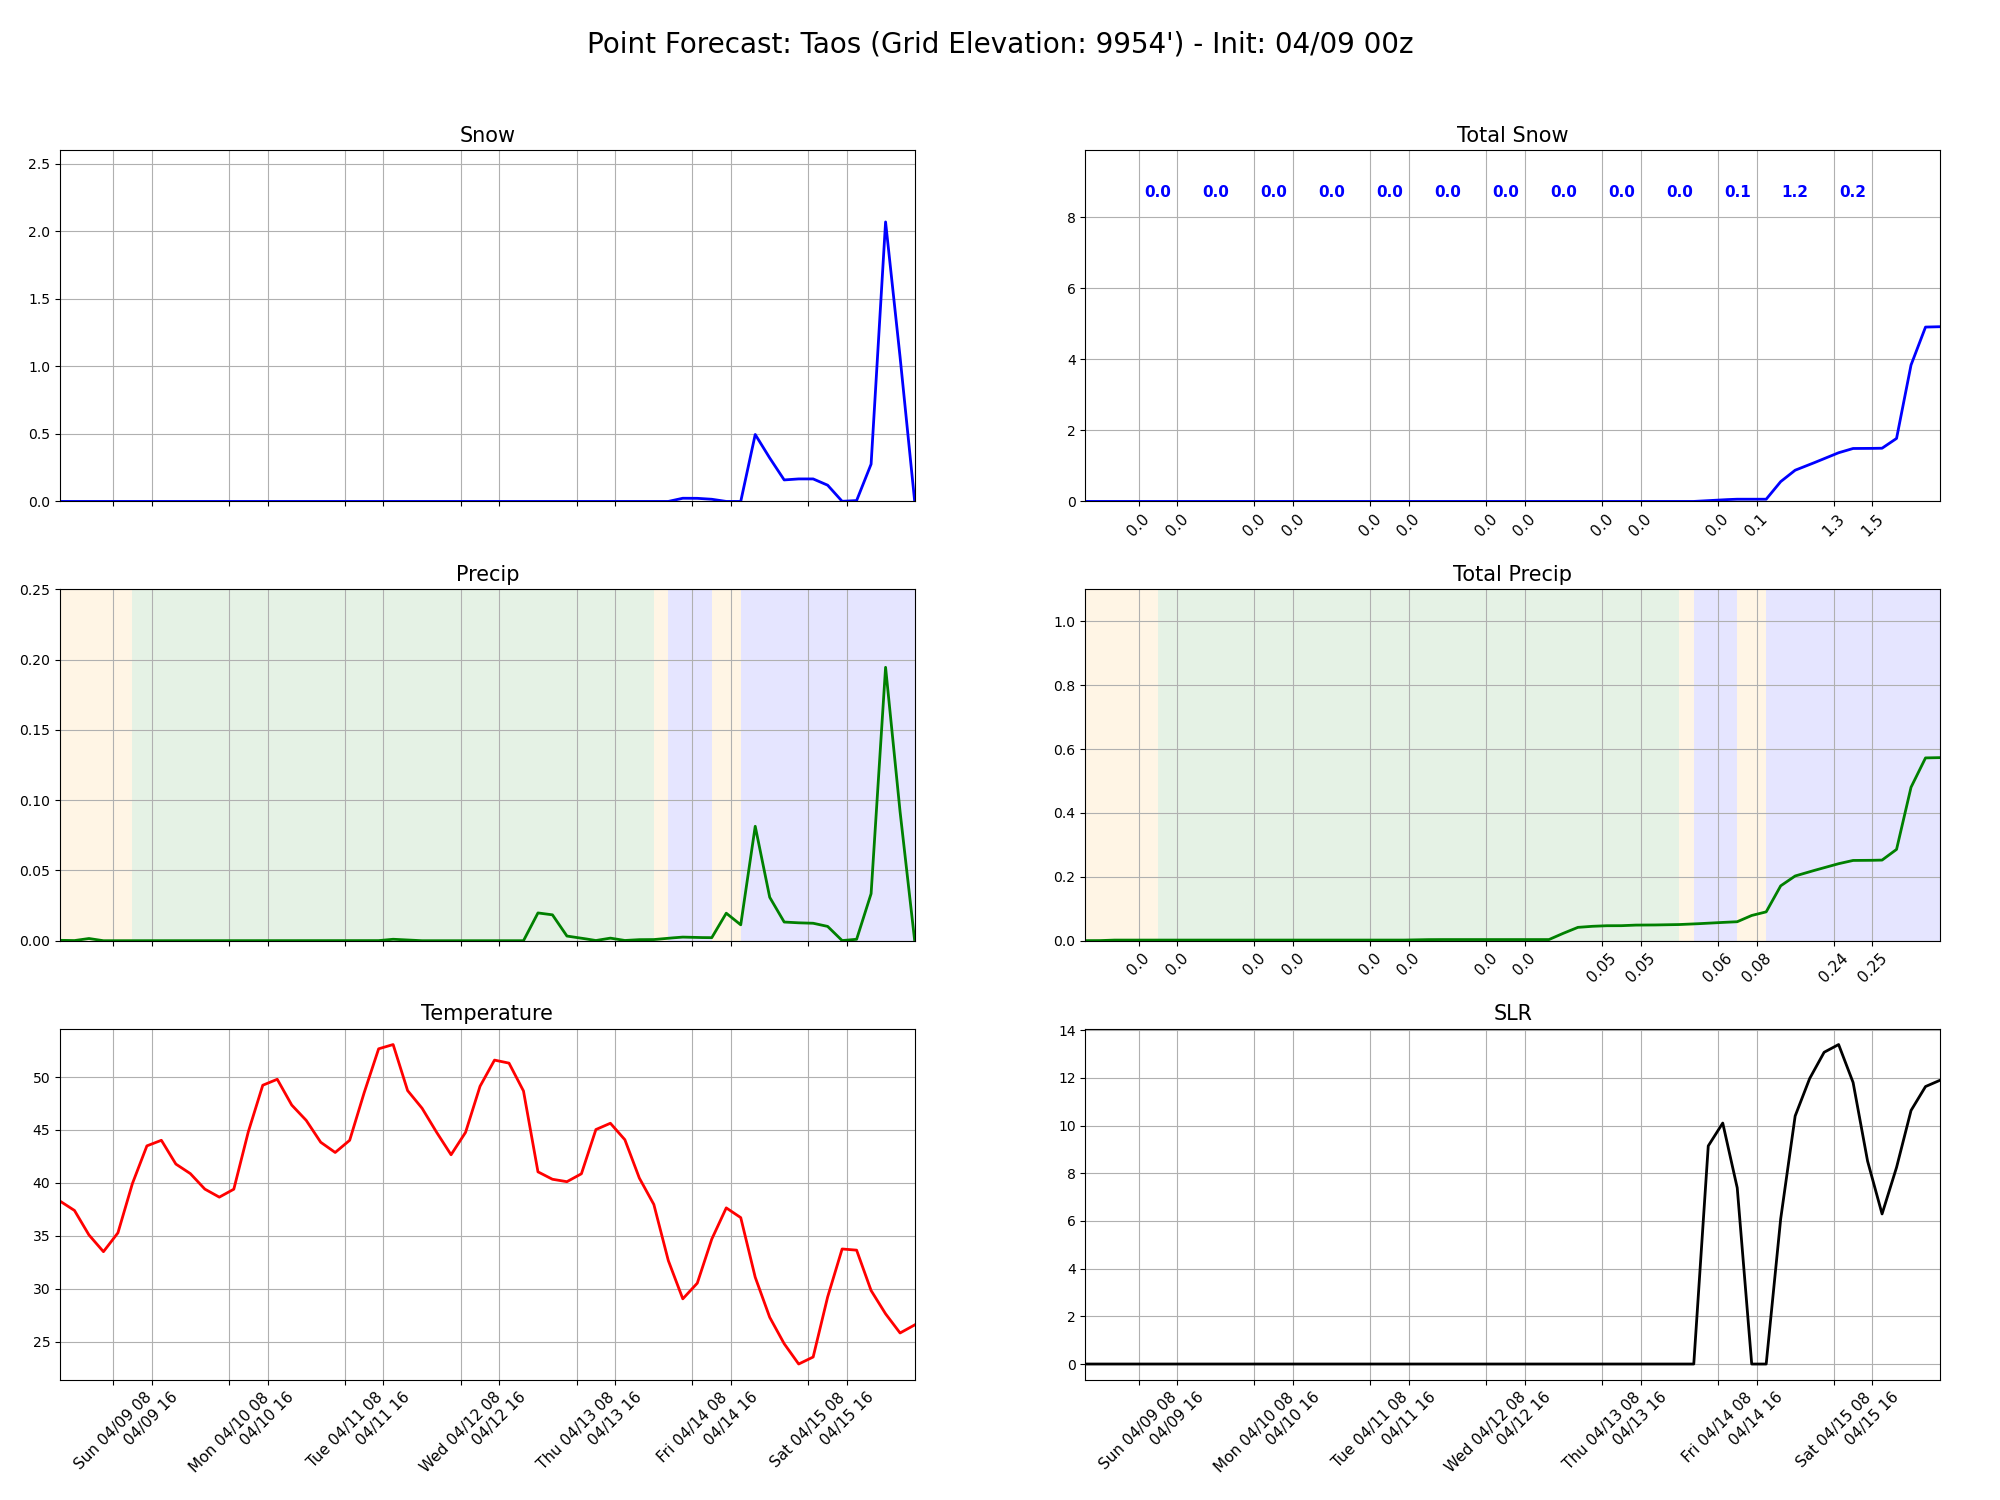 Point Forecast: Taos (Grid Elevation: 9954') - Init: 04/09 00z
Snow
2.5
2.0
1.5
1.0
0.5
0.0
Total Snow
0.0 0.0 0.0 0.0 0.0 0.0 0.0 0.0 0.0 0.0 0.1 1.2 0.2
8
6
4
2
0
0.0 0.0 0.0 0.0 0.0 0.0 0.0 0.0 0.0 0.0 0.0 0.1 1.3 1.5
Precip
0.25
0.20
0.15
0.10
0.05
0.00
Total Precip
1.0
0.8
0.6
0.4
0.2
0.0
0.0 0.0 0.0 0.0 0.0 0.0 0.0 0.0 0.05 0.05 0.06 0.08 0.24 0.25
Temperature
50
45
40
35
30
25
Sun 04/09 08
04/09 16
Mon 04/10 08
04/10 16
Tue 04/11 08
04/11 16
Wed 04/12 08
04/12 16
Thu 04/13 08
04/13 16
Fri 04/14 08
04/14 16
Sat 04/15 08
04/15 16
SLR
14
12
10
8
6
4
2
0
Sun 04/09 08
04/09 16
Mon 04/10 08
04/10 16
Tue 04/11 08
04/11 16
Wed 04/12 08
04/12 16
Thu 04/13 08
04/13 16
Fri 04/14 08
04/14 16
Sat 04/15 08
04/15 16